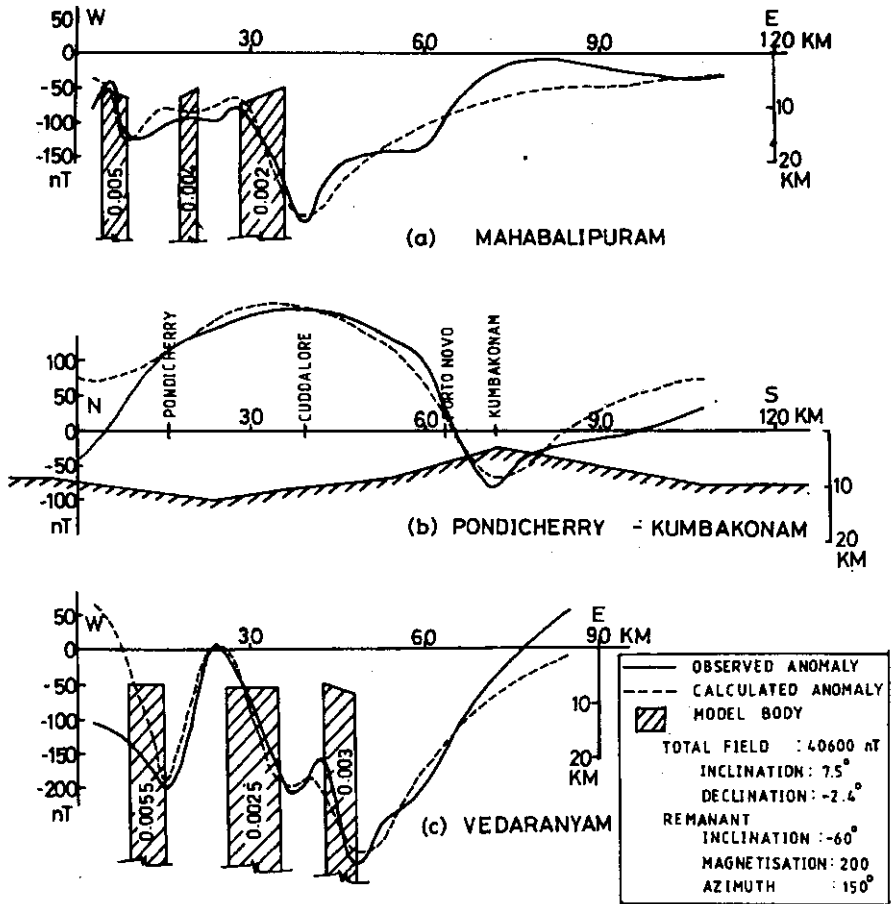 50 W E
0 30 60 90 120 KM
-50
-100 10
-150
nT 20
KM
0.005
0.004
0.002
(a) MAHABALIPURAM
100
50 N S
0 30 60 90 120 KM
PONDICHERRY
CUDDALORE
ORTO NOVO
KUMBAKONAM
-50
-100 10
nT
20
KM
(b) PONDICHERRY - KUMBAKONAM
50 W E
0 30 60 90 KM
-50
-100 10
-150
-200 20
nT KM
0.0055
0.0025
0.003
(c) VEDARANYAM
OBSERVED ANOMALY
CALCULATED ANOMALY
MODEL BODY
TOTAL FIELD : 40600 nT
INCLINATION : 7.5°
DECLINATION : -2.4°
REMANANT
INCLINATION : -60°
MAGNETISATION : 200
AZIMUTH : 150°